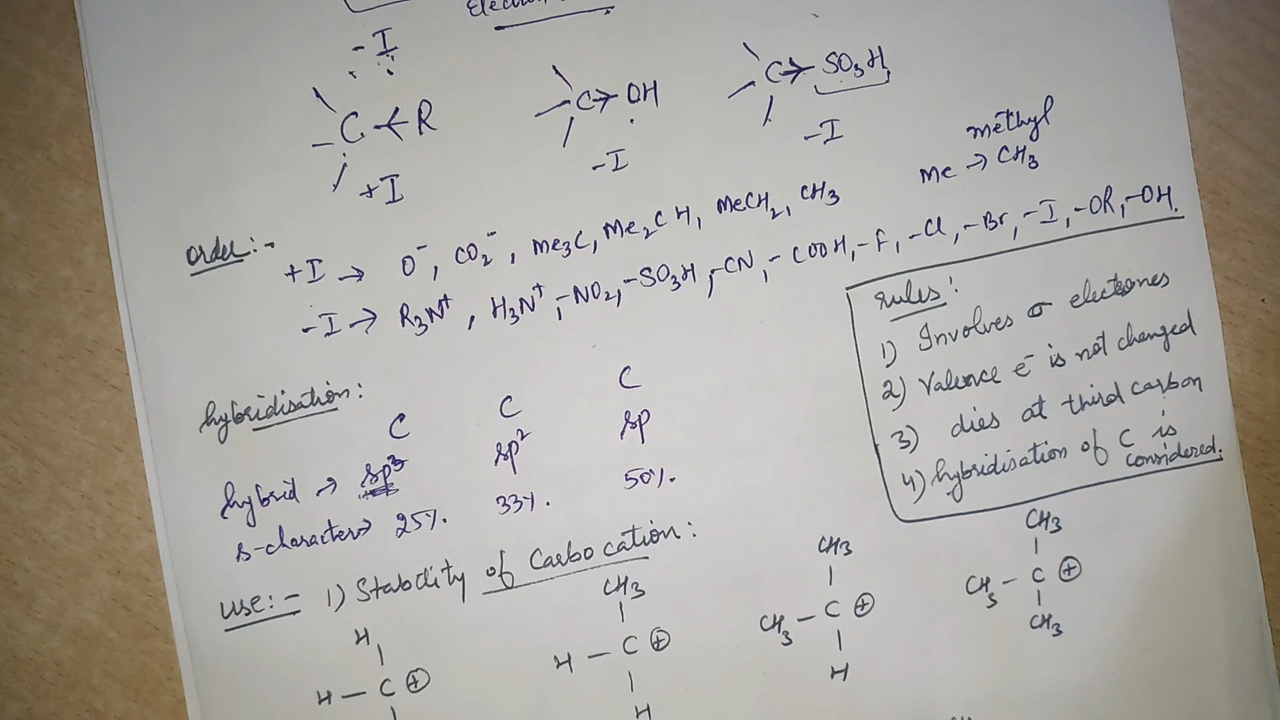 - I
C R
+I
C → OH
-I
C → SO₃H
-I
methyl
Me → CH₃
order:-
+I → O⁻, CO₂⁻, me₃C, Me₂CH, MeCH₂, CH₃
-I → R₃N⁺, H₃N⁺, -NO₂, -SO₃H, -CN, -COOH, -F, -Cl, -Br, -I, -OR, -OH.
rules:
1) Involves σ electrones
2) Valence e⁻ is not changed
3) dies at third carbon
4) hybridisation of C is
considered.
hybridisation:
C C C
hybrid → sp³ sp² sp
s-character → 25%. 33%. 50%.
use:- 1) Stability of Carbocation:
H
H - C ⊕
CH₃
H - C ⊕
H
CH₃
CH₃ - C ⊕
H
CH₃
CH₃ - C ⊕
CH₃